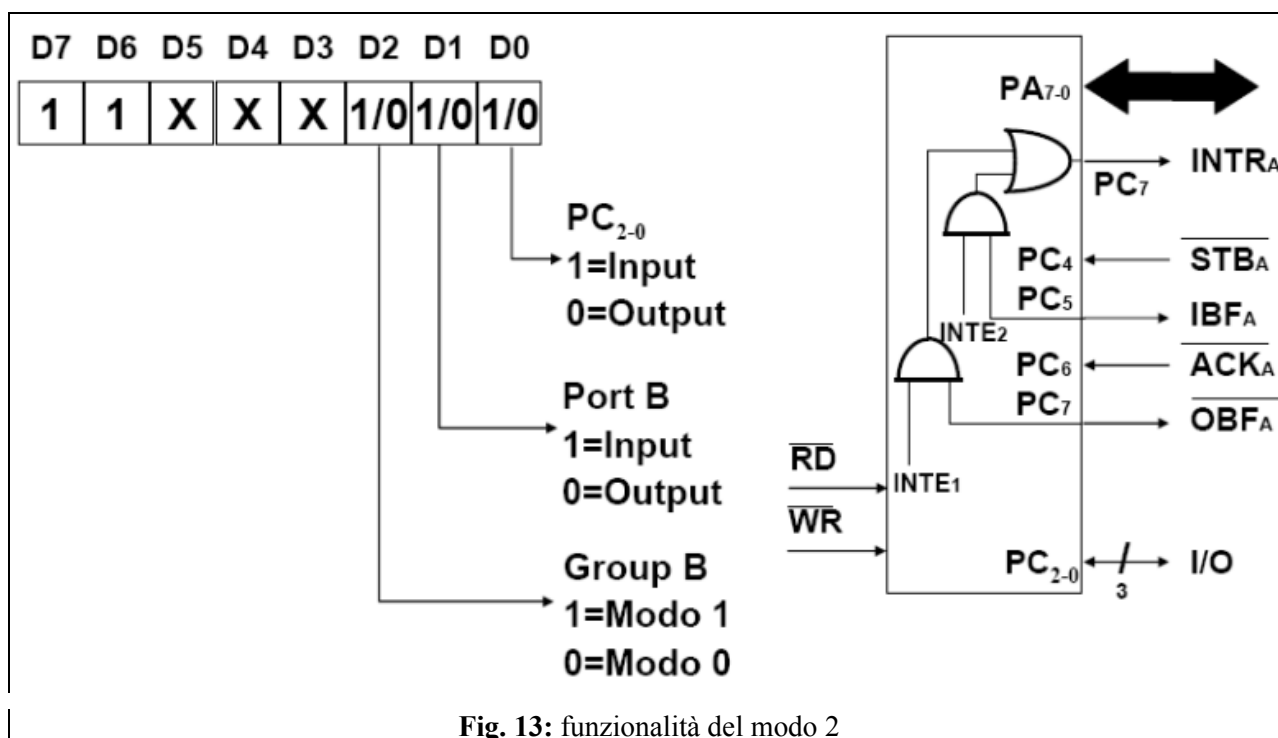 D7 D6 D5 D4 D3 D2 D1 D0
1 1 X X X 1/0 1/0 1/0
PC2-0
1=Input
0=Output
Port B
1=Input
0=Output
Group B
1=Modo 1
0=Modo 0
PA7-0
INTRA
PC7
PC4 STBA
PC5 IBFA
INTE2
PC6 ACKA
PC7 OBFA
INTE1
RD
WR
PC2-0 I/O
3
Fig. 13: funzionalità del modo 2